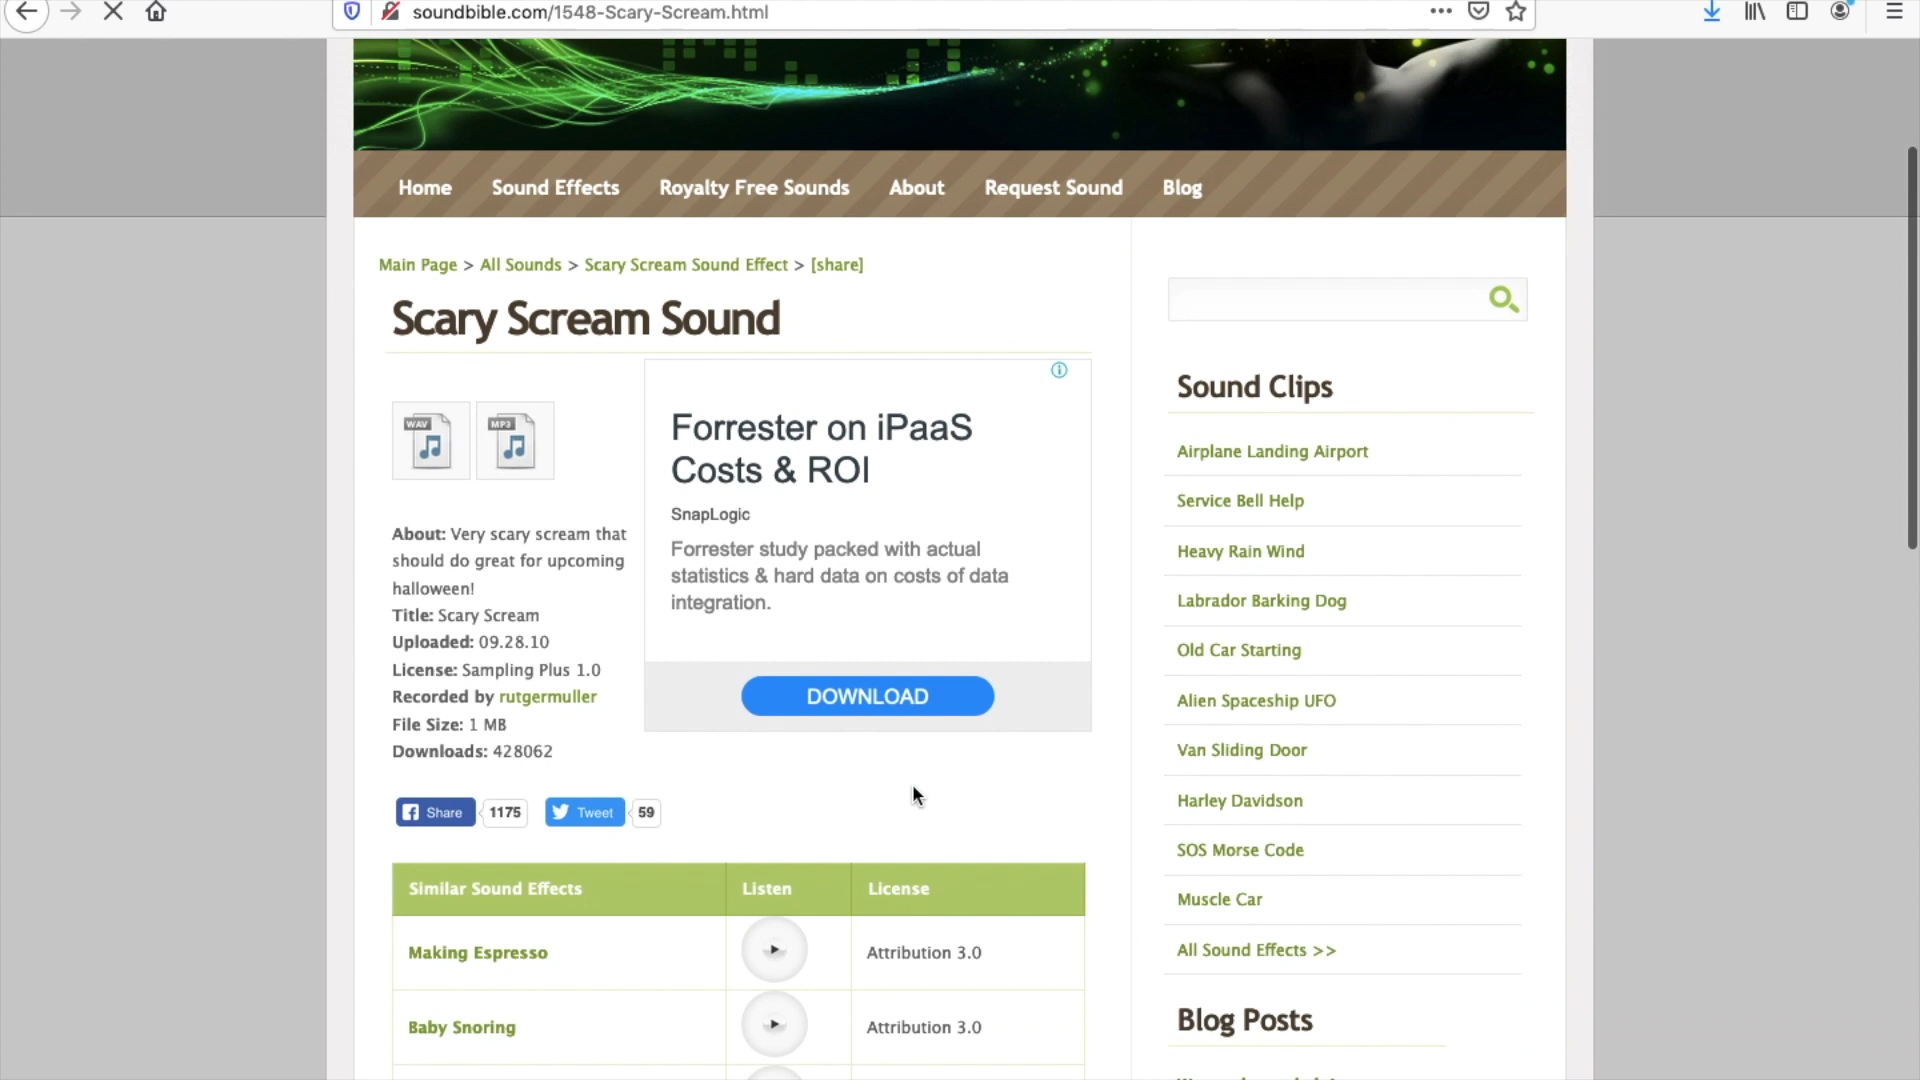 soundbible.com/1548-Scary-Scream.html
Home Sound Effects Royalty Free Sounds About Request Sound Blog
Main Page > All Sounds > Scary Scream Sound Effect > [share]
Scary Scream Sound
WAV MP3
About: Very scary scream that
should do great for upcoming
halloween!
Title: Scary Scream
Uploaded: 09.28.10
License: Sampling Plus 1.0
Recorded by rutgermuller
File Size: 1 MB
Downloads: 428062
Forrester on iPaaS
Costs & ROI
SnapLogic
Forrester study packed with actual
statistics & hard data on costs of data
integration.
DOWNLOAD
Share 1175 Tweet 59
Similar Sound Effects Listen License
Making Espresso Attribution 3.0
Baby Snoring Attribution 3.0
Sound Clips
Airplane Landing Airport
Service Bell Help
Heavy Rain Wind
Labrador Barking Dog
Old Car Starting
Alien Spaceship UFO
Van Sliding Door
Harley Davidson
SOS Morse Code
Muscle Car
All Sound Effects >>
Blog Posts